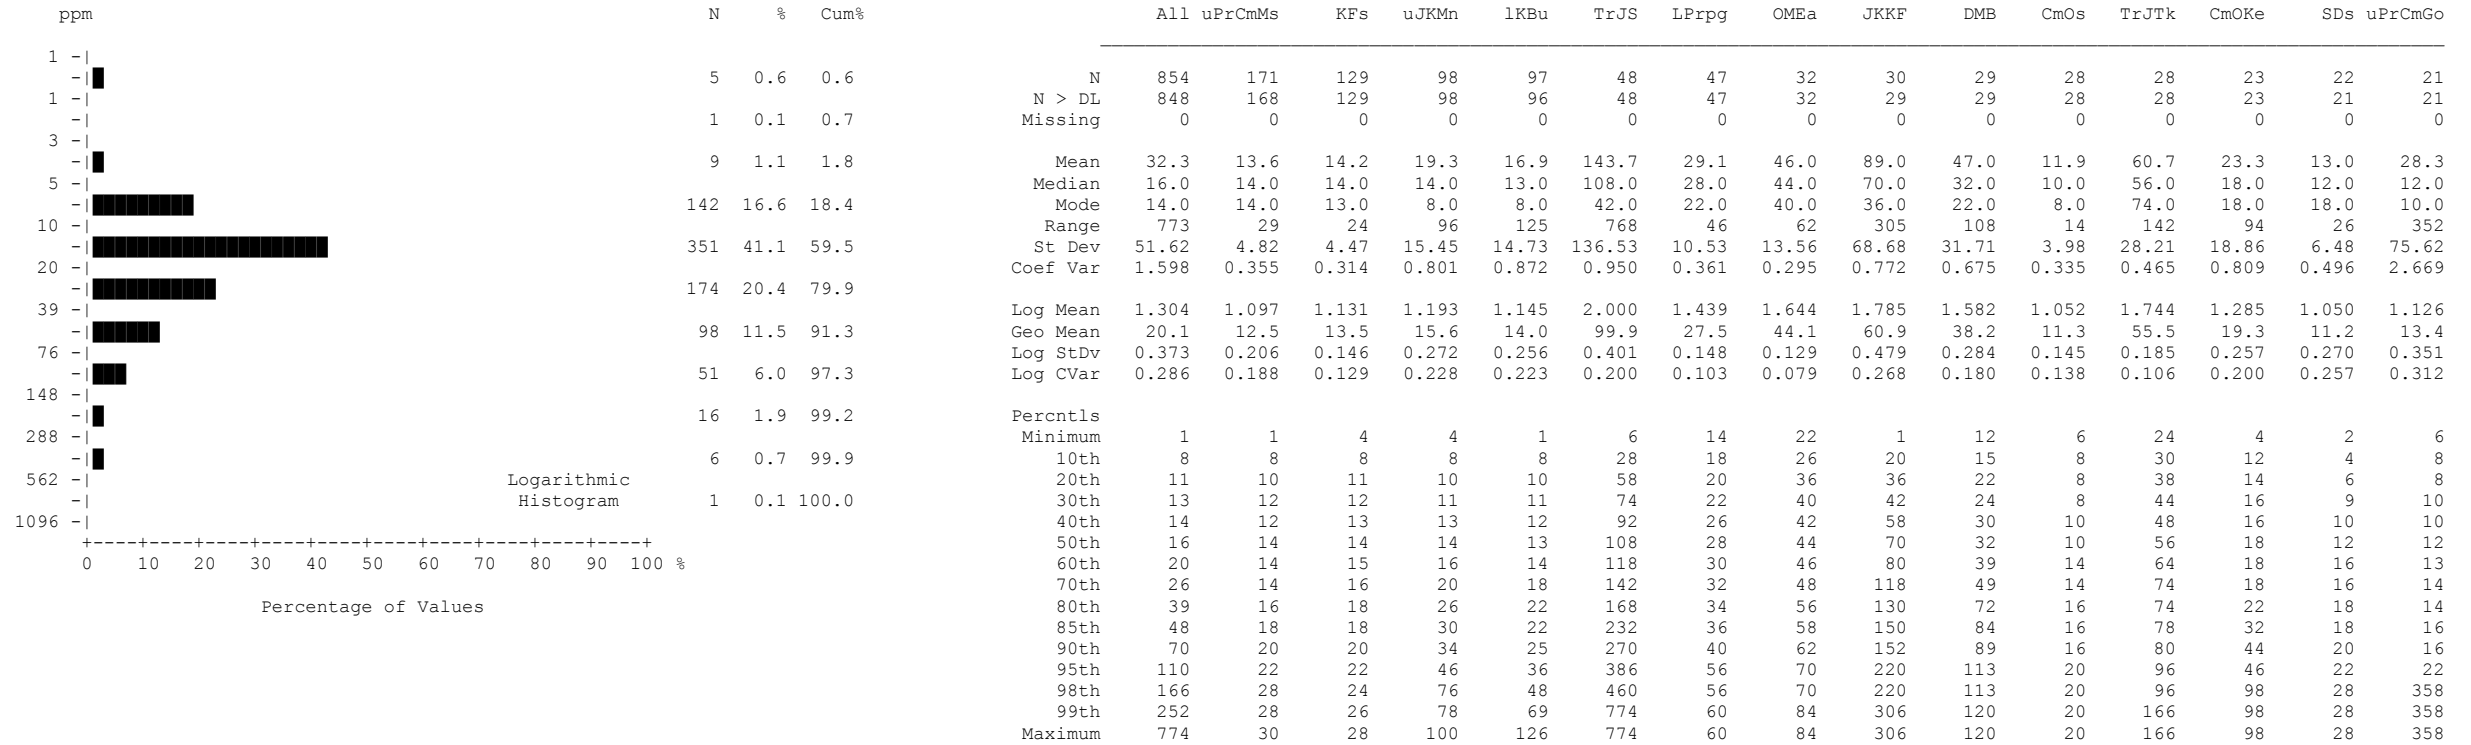 ppm N % Cum% All uPrCmMs KFs uJKMn lKBu TrJS LPrpg OMEa JKKF DMB CmOs TrJTk CmOKe SDs uPrCmGo
1 -|
-| 5 0.6 0.6 N 854 171 129 98 97 48 47 32 30 29 28 28 23 22 21
1 -| N > DL 848 168 129 98 96 48 47 32 29 29 28 28 23 21 21
-| 1 0.1 0.7 Missing 0 0 0 0 0 0 0 0 0 0 0 0 0 0 0
3 -|
-| 9 1.1 1.8 Mean 32.3 13.6 14.2 19.3 16.9 143.7 29.1 46.0 89.0 47.0 11.9 60.7 23.3 13.0 28.3
5 -| Median 16.0 14.0 14.0 14.0 13.0 108.0 28.0 44.0 70.0 32.0 10.0 56.0 18.0 12.0 12.0
-| 142 16.6 18.4 Mode 14.0 14.0 13.0 8.0 8.0 42.0 22.0 40.0 36.0 22.0 8.0 74.0 18.0 18.0 10.0
10 -| Range 773 29 24 96 125 768 46 62 305 108 14 142 94 26 352
-| 351 41.1 59.5 St Dev 51.62 4.82 4.47 15.45 14.73 136.53 10.53 13.56 68.68 31.71 3.98 28.21 18.86 6.48 75.62
20 -| Coef Var 1.598 0.355 0.314 0.801 0.872 0.950 0.361 0.295 0.772 0.675 0.335 0.465 0.809 0.496 2.669
-| 174 20.4 79.9
39 -| Log Mean 1.304 1.097 1.131 1.193 1.145 2.000 1.439 1.644 1.785 1.582 1.052 1.744 1.285 1.050 1.126
-| 98 11.5 91.3 Geo Mean 20.1 12.5 13.5 15.6 14.0 99.9 27.5 44.1 60.9 38.2 11.3 55.5 19.3 11.2 13.4
76 -| Log StDv 0.373 0.206 0.146 0.272 0.256 0.401 0.148 0.129 0.479 0.284 0.145 0.185 0.257 0.270 0.351
-| 51 6.0 97.3 Log CVar 0.286 0.188 0.129 0.228 0.223 0.200 0.103 0.079 0.268 0.180 0.138 0.106 0.200 0.257 0.312
148 -|
-| 16 1.9 99.2 Percntls
288 -| Minimum 1 1 4 4 1 6 14 22 1 12 6 24 4 2 6
-| 6 0.7 99.9 10th 8 8 8 8 8 28 18 26 20 15 8 30 12 4 8
562 -| Logarithmic 20th 11 10 11 10 10 58 20 36 36 22 8 38 14 6 8
-| Histogram 1 0.1 100.0 30th 13 12 12 11 11 74 22 40 42 24 8 44 16 9 10
1096 -| 40th 14 12 13 13 12 92 26 42 58 30 10 48 16 10 10
+----+----+----+----+----+----+----+----+----+----+ 50th 16 14 14 14 13 108 28 44 70 32 10 56 18 12 12
0 10 20 30 40 50 60 70 80 90 100 % 60th 20 14 15 16 14 118 30 46 80 39 14 64 18 16 13
70th 26 14 16 20 18 142 32 48 118 49 14 74 18 16 14
Percentage of Values 80th 39 16 18 26 22 168 34 56 130 72 16 74 22 18 14
85th 48 18 18 30 22 232 36 58 150 84 16 78 32 18 16
90th 70 20 20 34 25 270 40 62 152 89 16 80 44 20 16
95th 110 22 22 46 36 386 56 70 220 113 20 96 46 22 22
98th 166 28 24 76 48 460 56 70 220 113 20 96 98 28 358
99th 252 28 26 78 69 774 60 84 306 120 20 166 98 28 358
Maximum 774 30 28 100 126 774 60 84 306 120 20 166 98 28 358